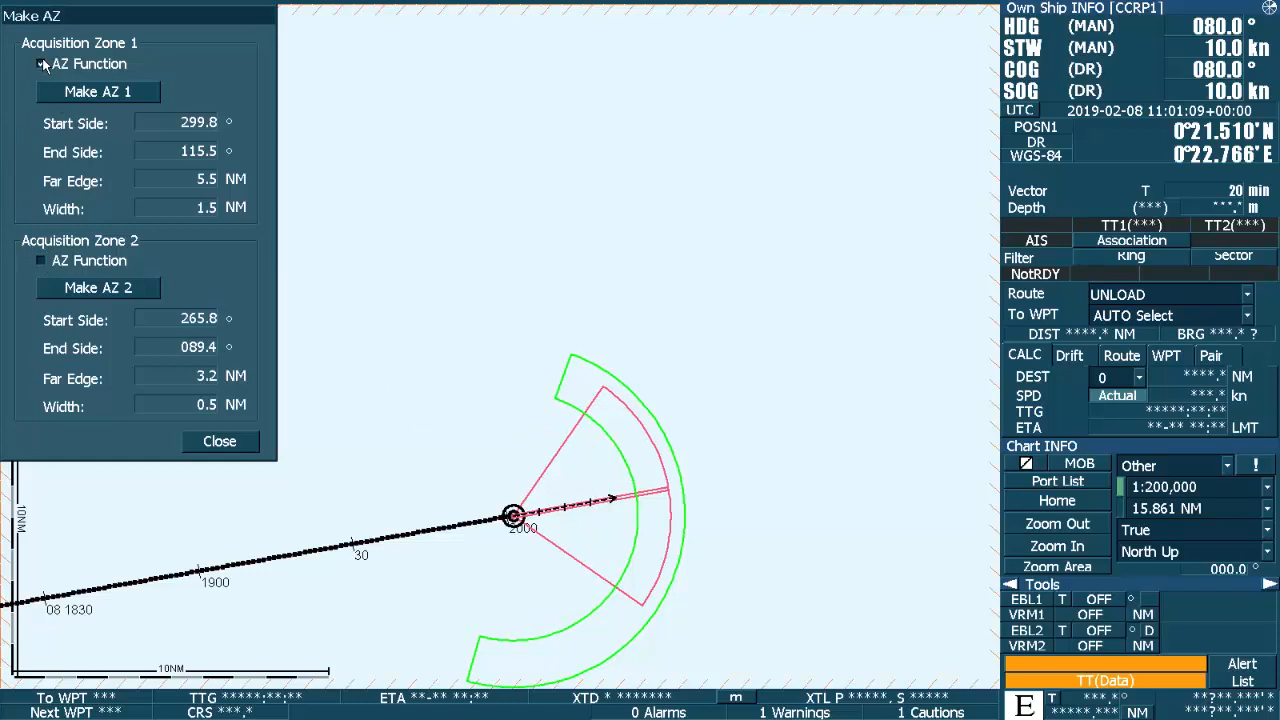 Make AZ
Acquisition Zone 1
AZ Function
Make AZ 1
Start Side: 299.8 °
End Side: 115.5 °
Far Edge: 5.5 NM
Width: 1.5 NM
Acquisition Zone 2
AZ Function
Make AZ 2
Start Side: 265.8 °
End Side: 089.4 °
Far Edge: 3.2 NM
Width: 0.5 NM
Close
10NM
08 1830
1900
30
2000
10NM
Own Ship INFO [CCRP1]
HDG (MAN) 080.0 °
STW (MAN) 10.0 kn
COG (DR) 080.0 °
SOG (DR) 10.0 kn
UTC 2019-02-08 11:01:09+00:00
POSN1 0°21.510'N
DR
WGS-84 0°22.766'E
Vector T 20 min
Depth (***) ***.* m
TT1(***) TT2(***)
AIS Association
Filter Ring Sector
NotRDY
Route UNLOAD
To WPT AUTO Select
DIST ****.* NM BRG ***.* ?
CALC Drift Route WPT Pair
DEST 0 ****.* NM
SPD Actual ***.* kn
TTG *****:**:**
ETA **-** **:** LMT
Chart INFO
MOB Other !
Port List 1:200,000
Home 15.861 NM
Zoom Out True
Zoom In North Up
Zoom Area 000.0 °
Tools
EBL1 T OFF °
VRM1 OFF NM
EBL2 T OFF ° D
VRM2 OFF NM
Alert
TT(Data) List
To WPT *** TTG *****:**:** ETA **-** **:** XTD * ******* m XTL P *****, S *****
Next WPT *** CRS ***.* 0 Alarms 1 Warnings 1 Cautions
E T NM